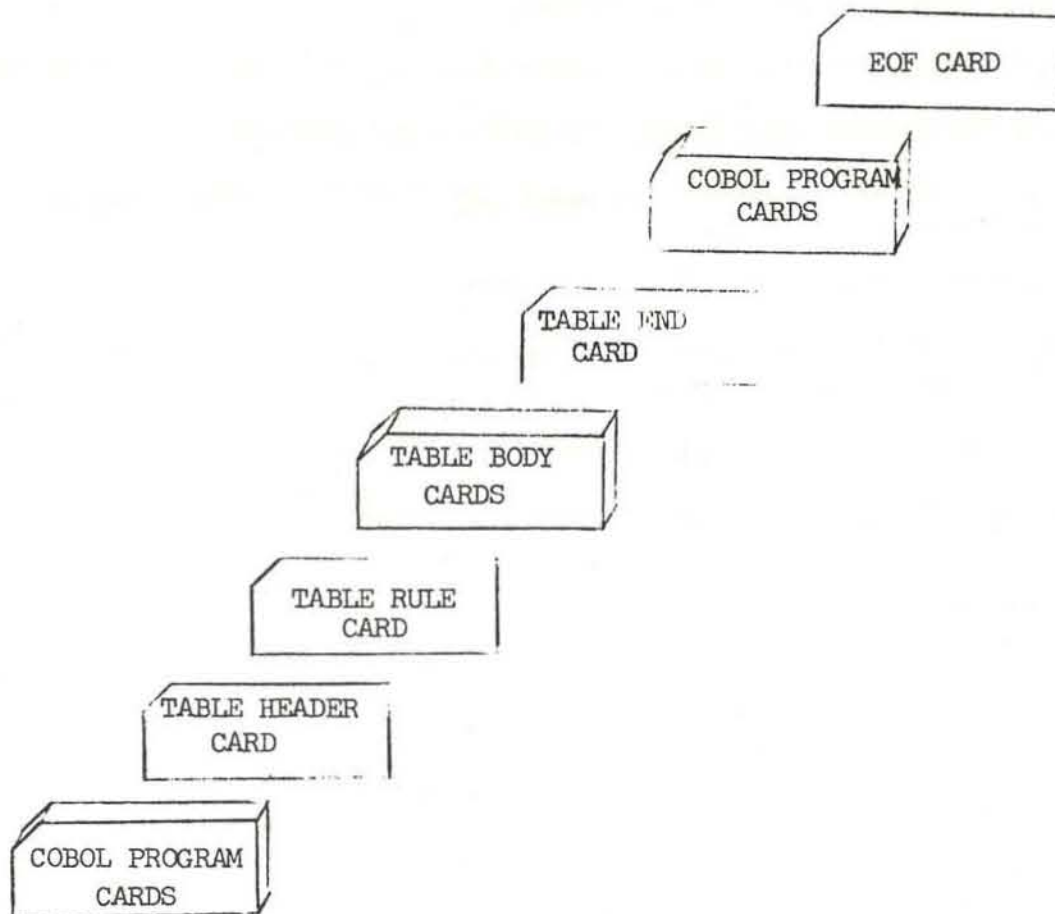 EOF CARD
COBOL PROGRAM
CARDS
TABLE END
CARD
TABLE BODY
CARDS
TABLE RULE
CARD
TABLE HEADER
CARD
COBOL PROGRAM
CARDS